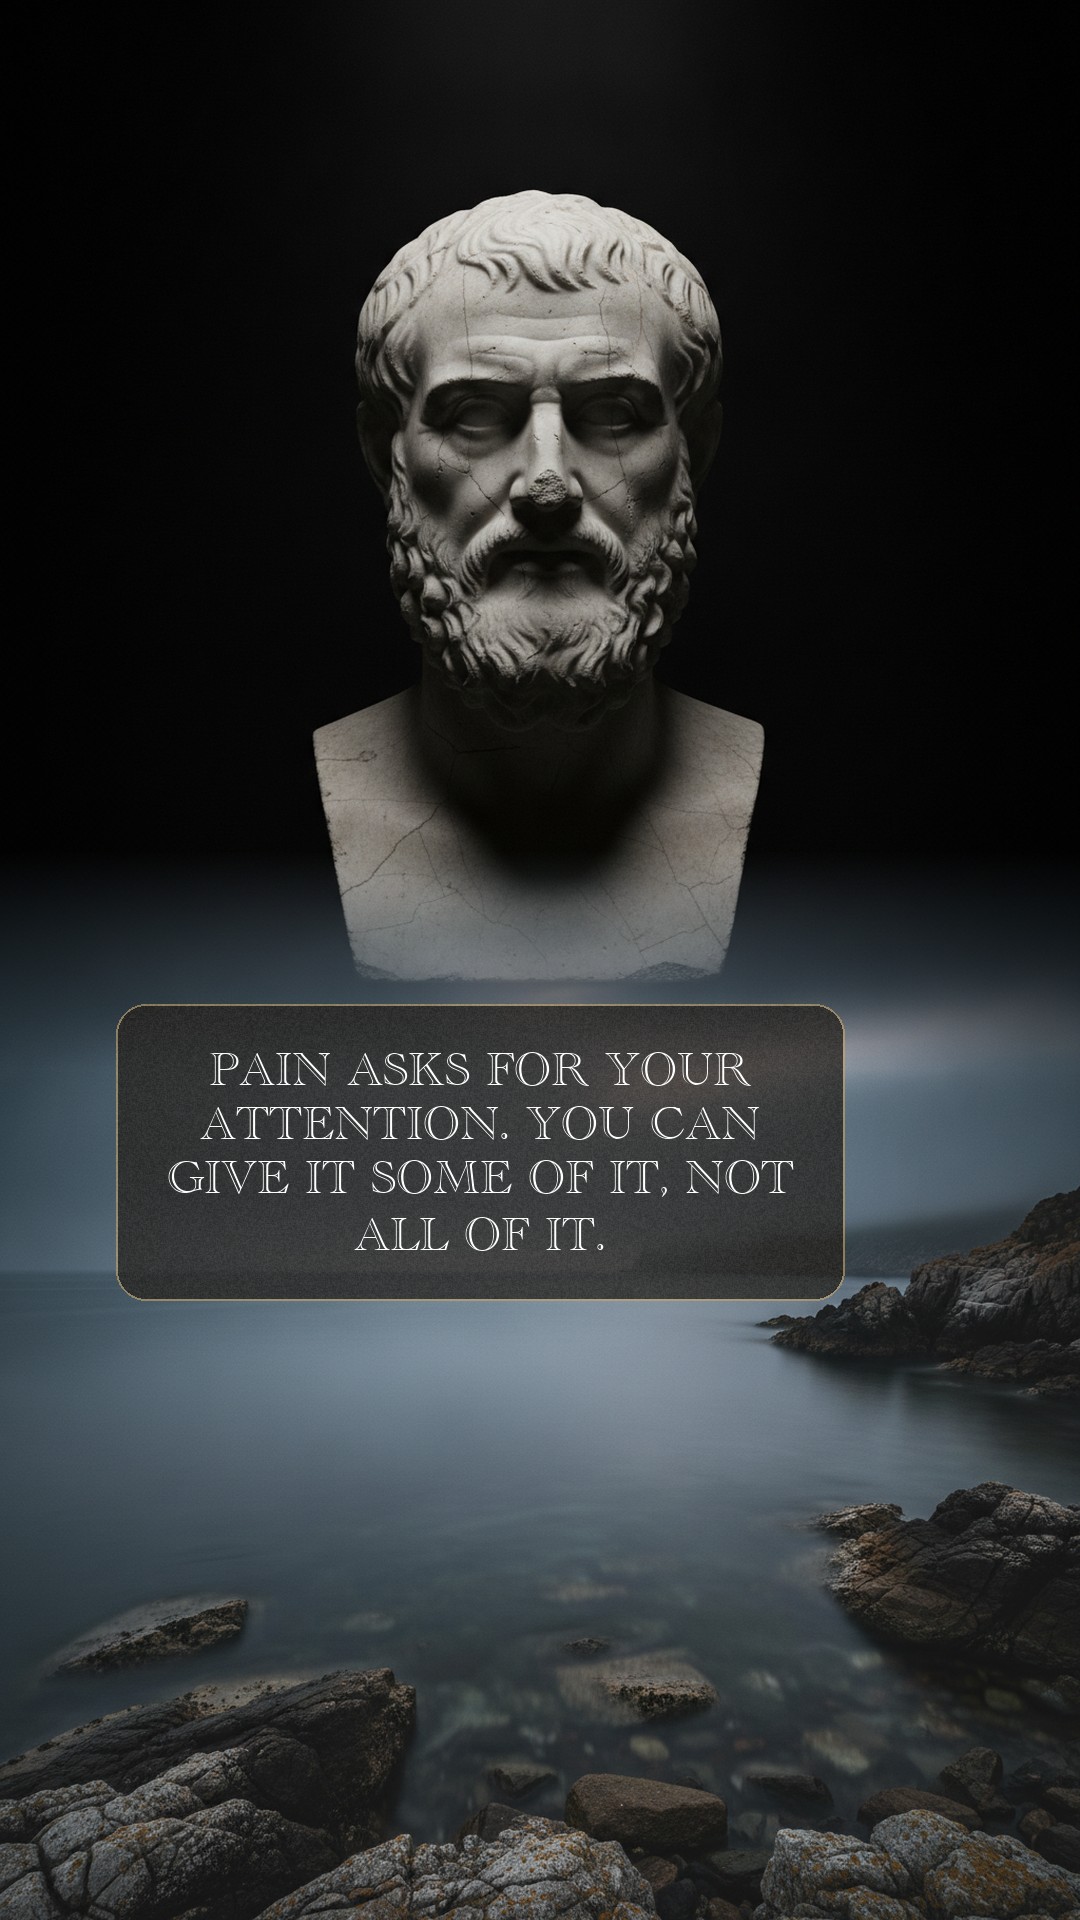 PAIN ASKS FOR YOUR
ATTENTION. YOU CAN
GIVE IT SOME OF IT, NOT
ALL OF IT.